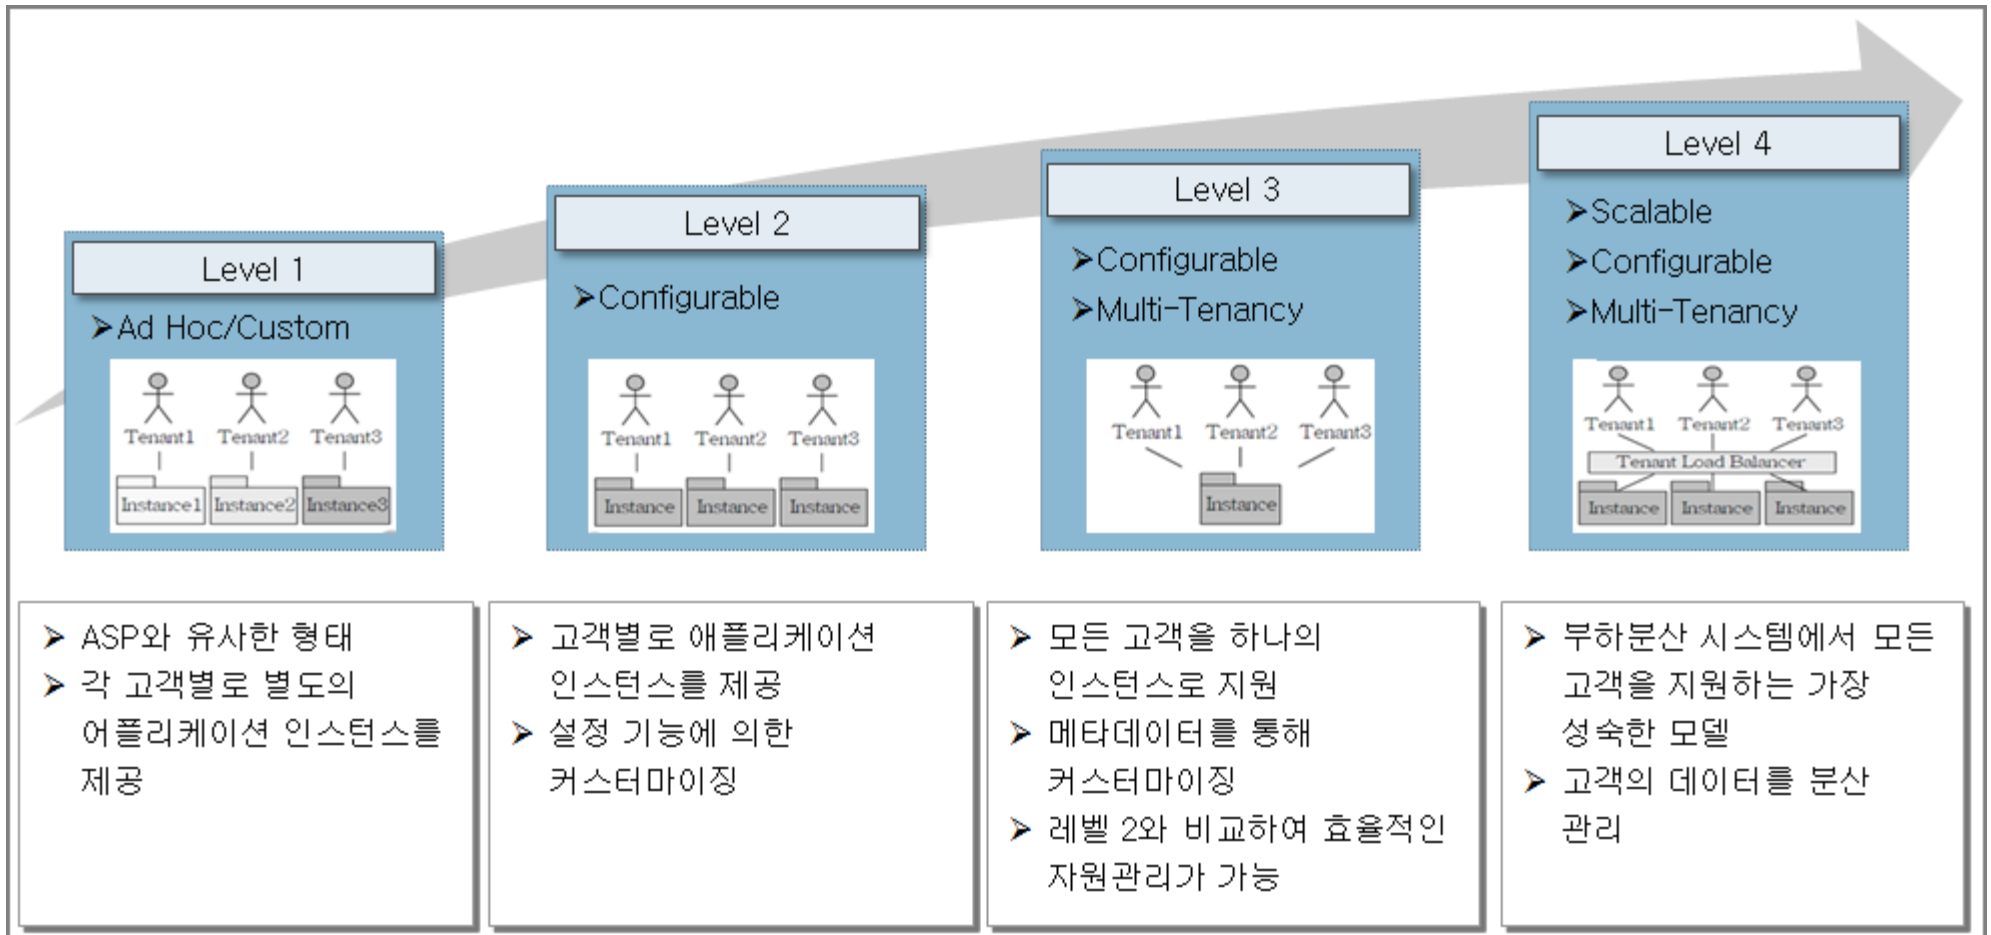 Level 1
➤Ad Hoc/Custom
Tenant1 Tenant2 Tenant3
Instance1 Instance2 Instance3
Level 2
➤Configurable
Tenant1 Tenant2 Tenant3
Instance Instance Instance
Level 3
➤Configurable
➤Multi-Tenancy
Tenant1 Tenant2 Tenant3
Instance
Level 4
➤Scalable
➤Configurable
➤Multi-Tenancy
Tenant1 Tenant2 Tenant3
Tenant Load Balancer
Instance Instance Instance
➤ ASP와 유사한 형태
➤ 각 고객별로 별도의
어플리케이션 인스턴스를
제공
➤ 고객별로 애플리케이션
인스턴스를 제공
➤ 설정 기능에 의한
커스터마이징
➤ 모든 고객을 하나의
인스턴스로 지원
➤ 메타데이터를 통해
커스터마이징
➤ 레벨 2와 비교하여 효율적인
자원관리가 가능
➤ 부하분산 시스템에서 모든
고객을 지원하는 가장
성숙한 모델
➤ 고객의 데이터를 분산
관리